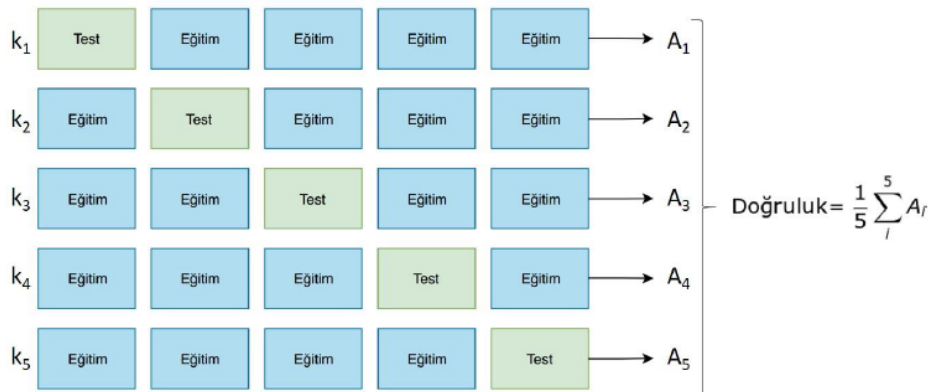 k₁ Test Eğitim Eğitim Eğitim Eğitim A₁
k₂ Eğitim Test Eğitim Eğitim Eğitim A₂
k₃ Eğitim Eğitim Test Eğitim Eğitim A₃
Doğruluk= 1/5 ∑ᵢ⁵ Aᵢ
k₄ Eğitim Eğitim Eğitim Test Eğitim A₄
k₅ Eğitim Eğitim Eğitim Eğitim Test A₅